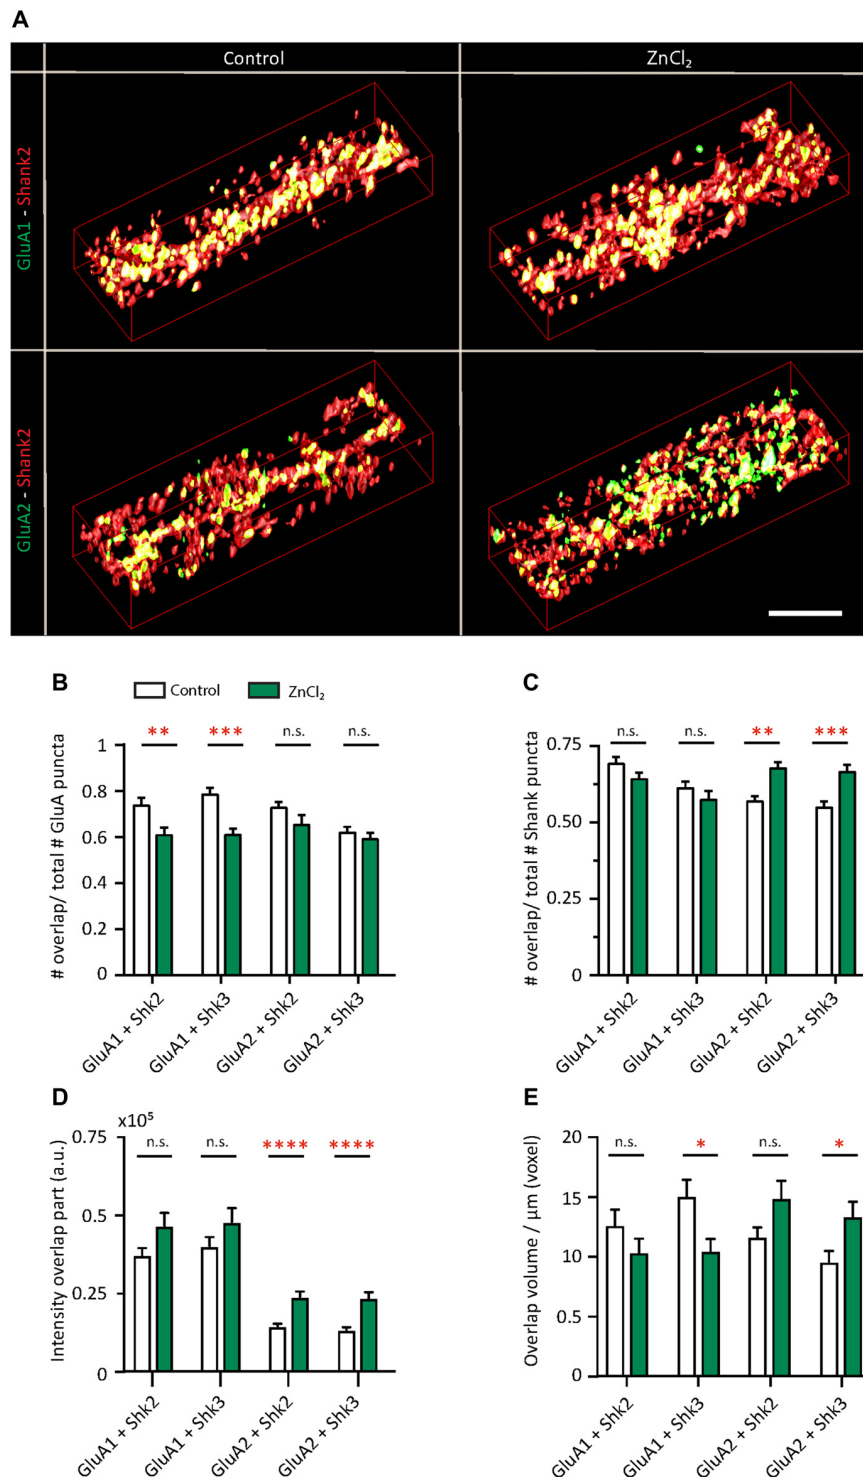 A
Control
ZnCl₂
GluA1 - Shank2
GluA2 - Shank2
B
Control
ZnCl₂
# overlap/ total # GluA puncta
1
0.8
0.6
0.4
0.2
0
**
***
n.s.
n.s.
GluA1 + Shk2
GluA1 + Shk3
GluA2 + Shk2
GluA2 + Shk3
C
# overlap/ total # Shank puncta
0.75
0.50
0.25
0
n.s.
n.s.
**
***
GluA1 + Shk2
GluA1 + Shk3
GluA2 + Shk2
GluA2 + Shk3
D
x10⁵
Intensity overlap part (a.u.)
0.75
0.5
0.25
0
n.s.
n.s.
****
****
GluA1 + Shk2
GluA1 + Shk3
GluA2 + Shk2
GluA2 + Shk3
E
Overlap volume / µm (voxel)
20
15
10
0.5
0
n.s.
*
n.s.
*
GluA1 + Shk2
GluA1 + Shk3
GluA2 + Shk2
GluA2 + Shk3